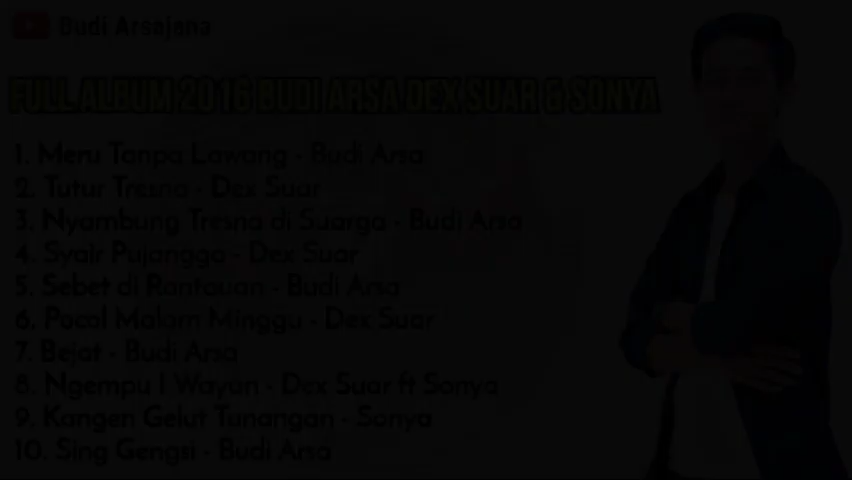 Budi Arsajana
FULL ALBUM 2016 BUDI ARSA DEX SUAR & SONYA
1. Meru Tanpa Lawang - Budi Arsa
2. Tutur Tresna - Dex Suar
3. Nyambung Tresna di Suarga - Budi Arsa
4. Syair Pujangga - Dex Suar
5. Sebet di Rantauan - Budi Arsa
6. Pacal Malam Minggu - Dex Suar
7. Bejat - Budi Arsa
8. Ngempu I Wayan - Dex Suar ft Sonya
9. Kangen Gelut Tunangan - Sonya
10. Sing Gengsi - Budi Arsa